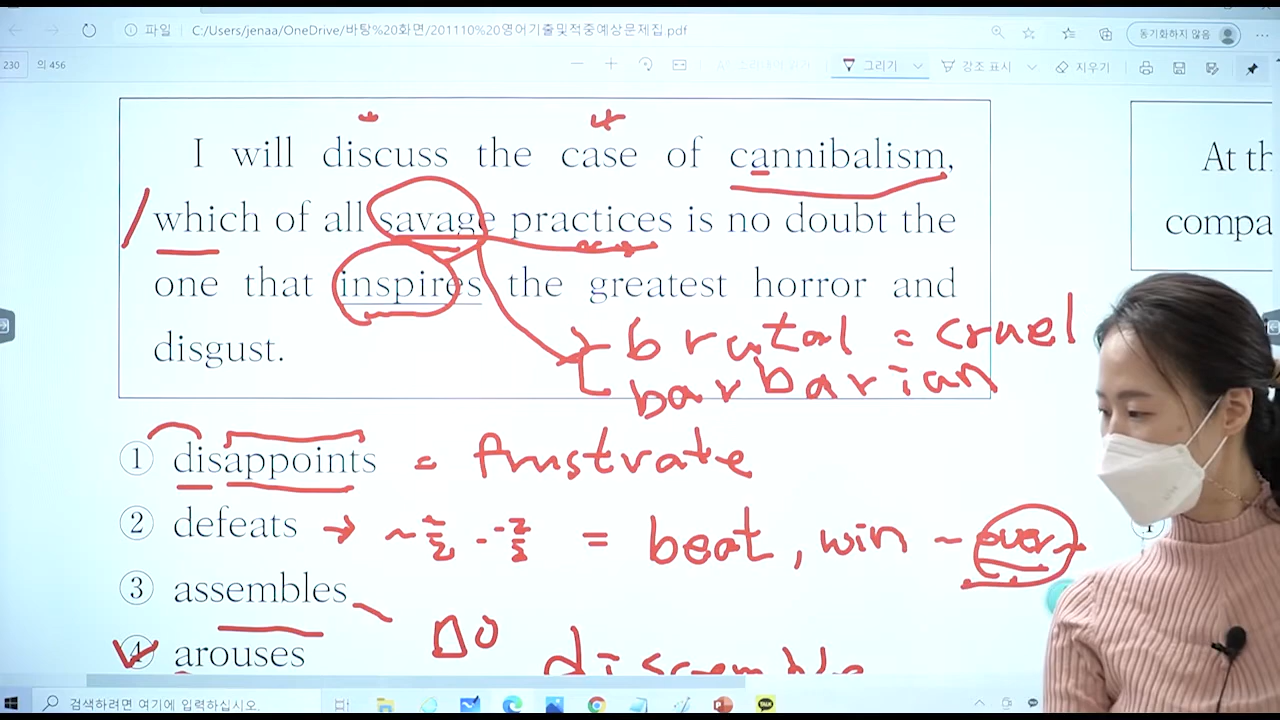 파일 C:/Users/jenaa/OneDrive/바탕%20화면/201110%20영어기출및적중예상문제집.pdf 동기화하지 않음
230 의 456 그리기 강조 표시 지우기
I will discuss the case of cannibalism,
which of all savage practices is no doubt the
one that inspires the greatest horror and
disgust.
brutal = cruel
barbarian
① disappoints = frustrate
② defeats → = beat, win ~ over ~
③ assembles
④ arouses
dissemble
At th
compa
검색하려면 여기에 입력하십시오.